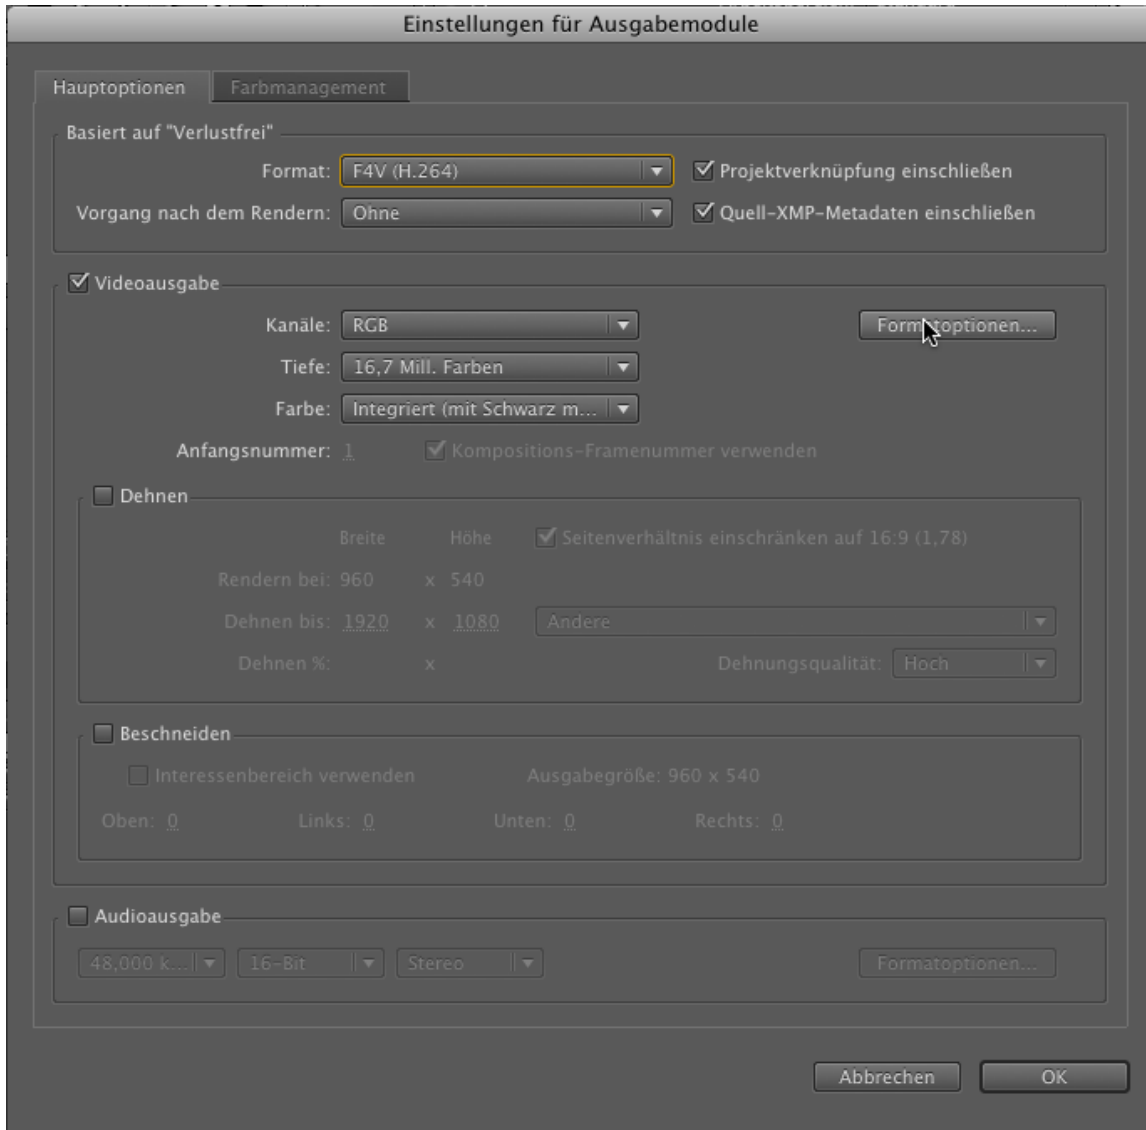 Einstellungen für Ausgabemodule
Hauptoptionen Farbmanagement
Basiert auf "Verlustfrei"
Format: F4V (H.264) Projektverknüpfung einschließen
Vorgang nach dem Rendern: Ohne Quell-XMP-Metadaten einschließen
Videoausgabe
Kanäle: RGB Formatoptionen...
Tiefe: 16,7 Mill. Farben
Farbe: Integriert (mit Schwarz m...
Anfangsnummer: 1 Kompositions-Framenummer verwenden
Dehnen
Breite Höhe Seitenverhältnis einschränken auf 16:9 (1,78)
Rendern bei: 960 x 540
Dehnen bis: 1920 x 1080 Andere
Dehnen %: x Dehnungsqualität: Hoch
Beschneiden
Interessenbereich verwenden Ausgabegröße: 960 x 540
Oben: 0 Links: 0 Unten: 0 Rechts: 0
Audioausgabe
48,000 k... 16-Bit Stereo Formatoptionen...
Abbrechen OK